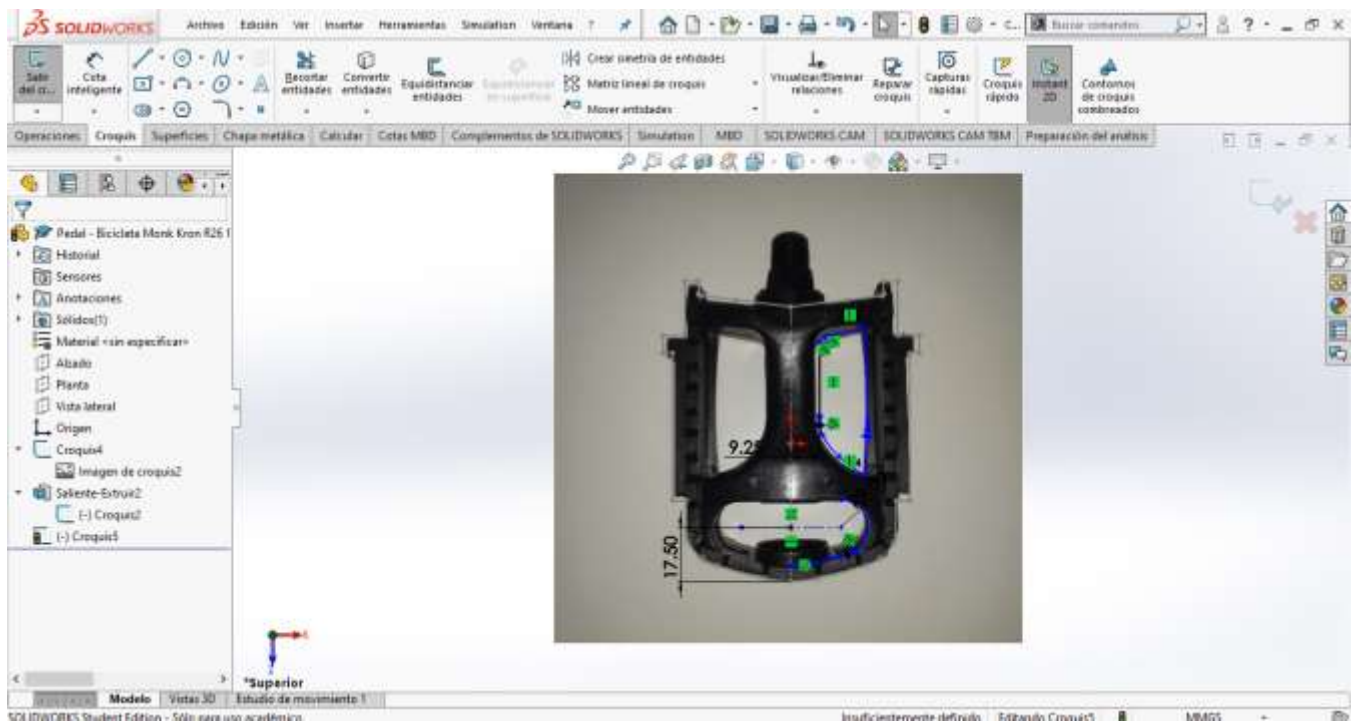 SOLIDWORKS Archivo Edición Ver Insertar Herramientas Simulation Ventana ?
C... Buscar comandos
Cota inteligente
Recortar entidades
Convertir entidades
Equidistanciar entidades
Crear simetría de entidades
Matriz lineal de croquis
Mover entidades
Visualizar/Eliminar relaciones
Reparar croquis
Capturas rápidas
Croquis rápido
Instant 2D
Contornos de croquis combinados
Operaciones Croquis Superficies Chapa metálica Calcular Cotas MBD Complementos de SOLIDWORKS Simulation MBD SOLIDWORKS CAM SOLIDWORKS CAM TBM Preparación del análisis
Pedal - Bicicleta Monk Kron R26 1
Historial
Sensores
Anotaciones
Sólidos(1)
Material <sin especificar>
Alzado
Planta
Vista lateral
Origen
Croquis4
Imagen de croquis2
Saliente-Extruir2
(-) Croquis2
(-) Croquis5
9.25
17.50
X
*Superior
Modelo Vistas 3D Estudio de movimiento 1
SOLIDWORKS Student Edition - Sólo para uso académico. Insuficientemente definido Editando Croquis5 MMGS